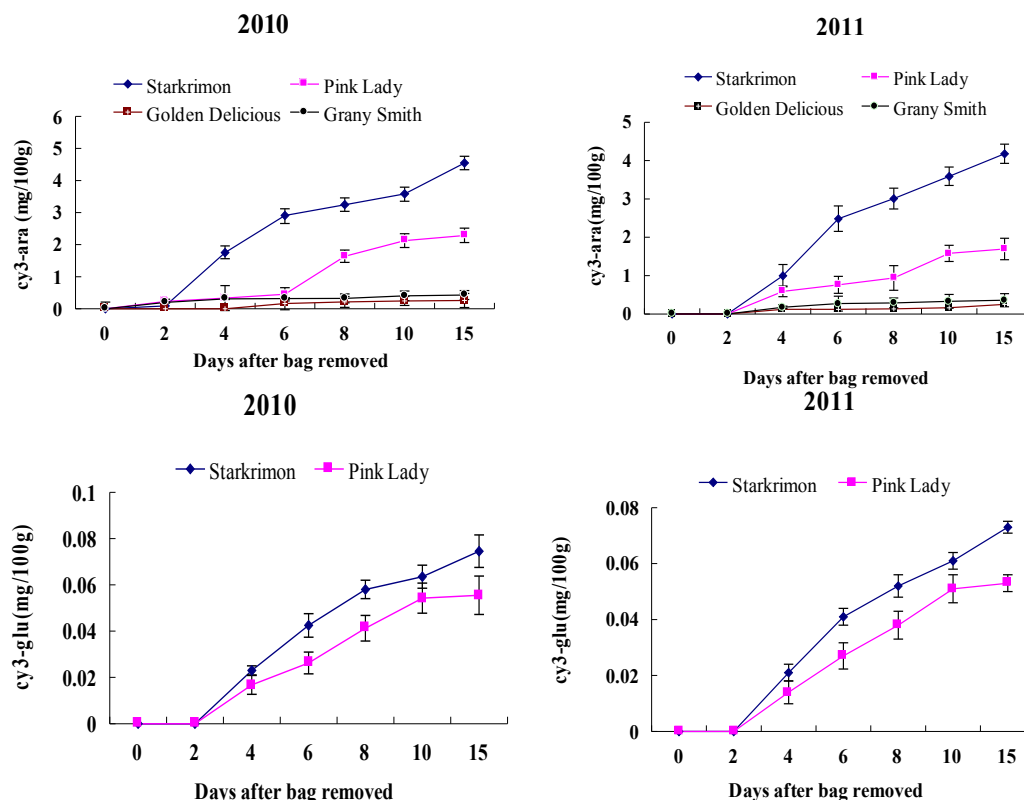 2010
Starkrimon
Pink Lady
Golden Delicious
Grany Smith
cy3-ara (mg/100g)
6
5
4
3
2
1
0
0 2 4 6 8 10 15
Days after bag removed
2011
Starkrimon
Pink Lady
Golden Delicious
Grany Smith
cy3-ara(mg/100g)
5
4
3
2
1
0
0 2 4 6 8 10 15
Days after bag removed
2010
Starkrimon
Pink Lady
cy3-glu(mg/100g)
0.1
0.08
0.06
0.04
0.02
0
0 2 4 6 8 10 15
Days after bag removed
2011
Starkrimon
Pink Lady
cy3-glu(mg/100g)
0.08
0.06
0.04
0.02
0
0 2 4 6 8 10 15
Days after bag removed